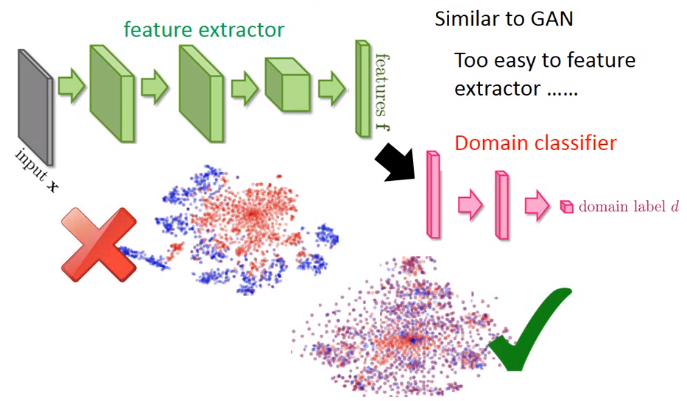 feature extractor
Similar to GAN
Too easy to feature
extractor ……
input x
features f
Domain classifier
domain label d